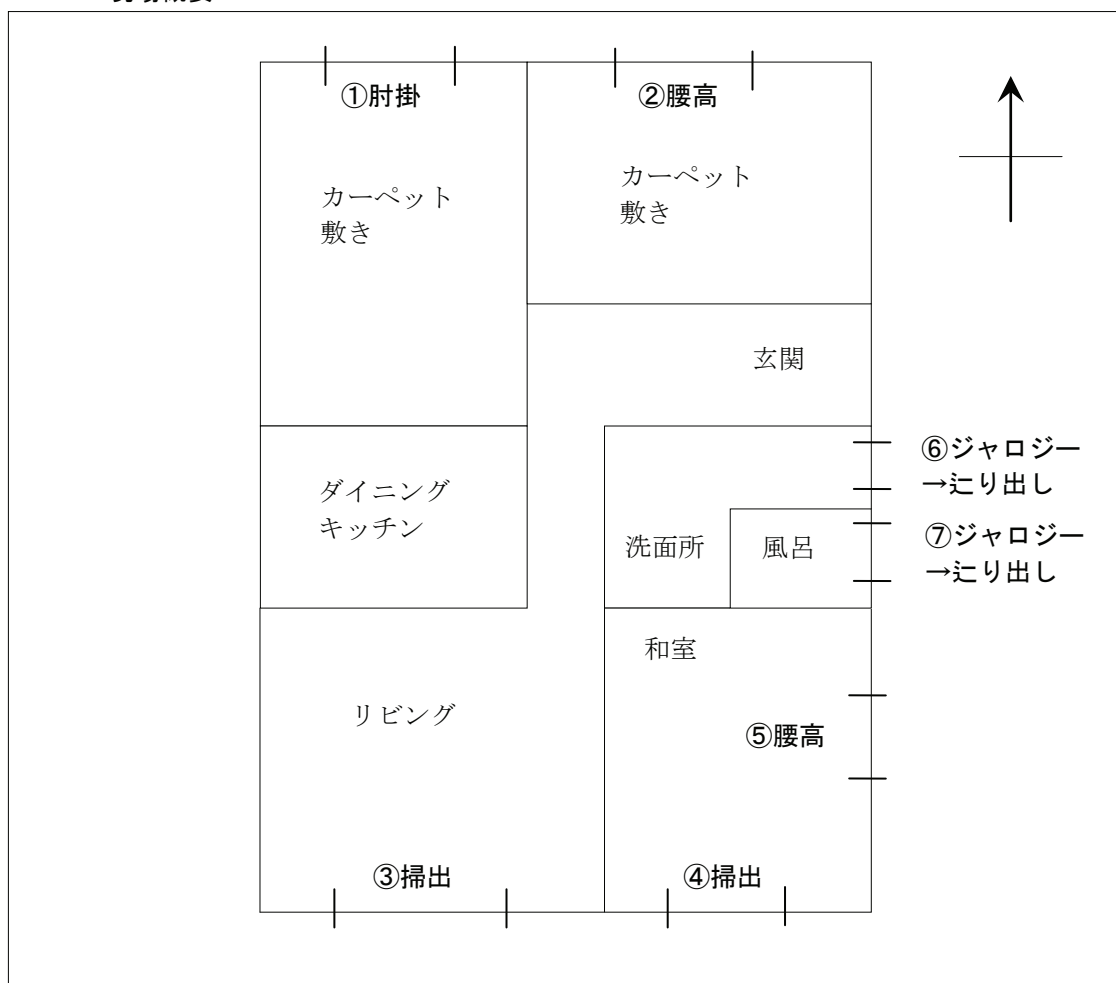 ①肘掛
②腰高
カーペット
敷き
カーペット
敷き
玄関
⑥ジャロジー
→辷り出し
ダイニング
キッチン
洗面所
風呂
⑦ジャロジー
→辷り出し
和室
リビング
⑤腰高
③掃出
④掃出